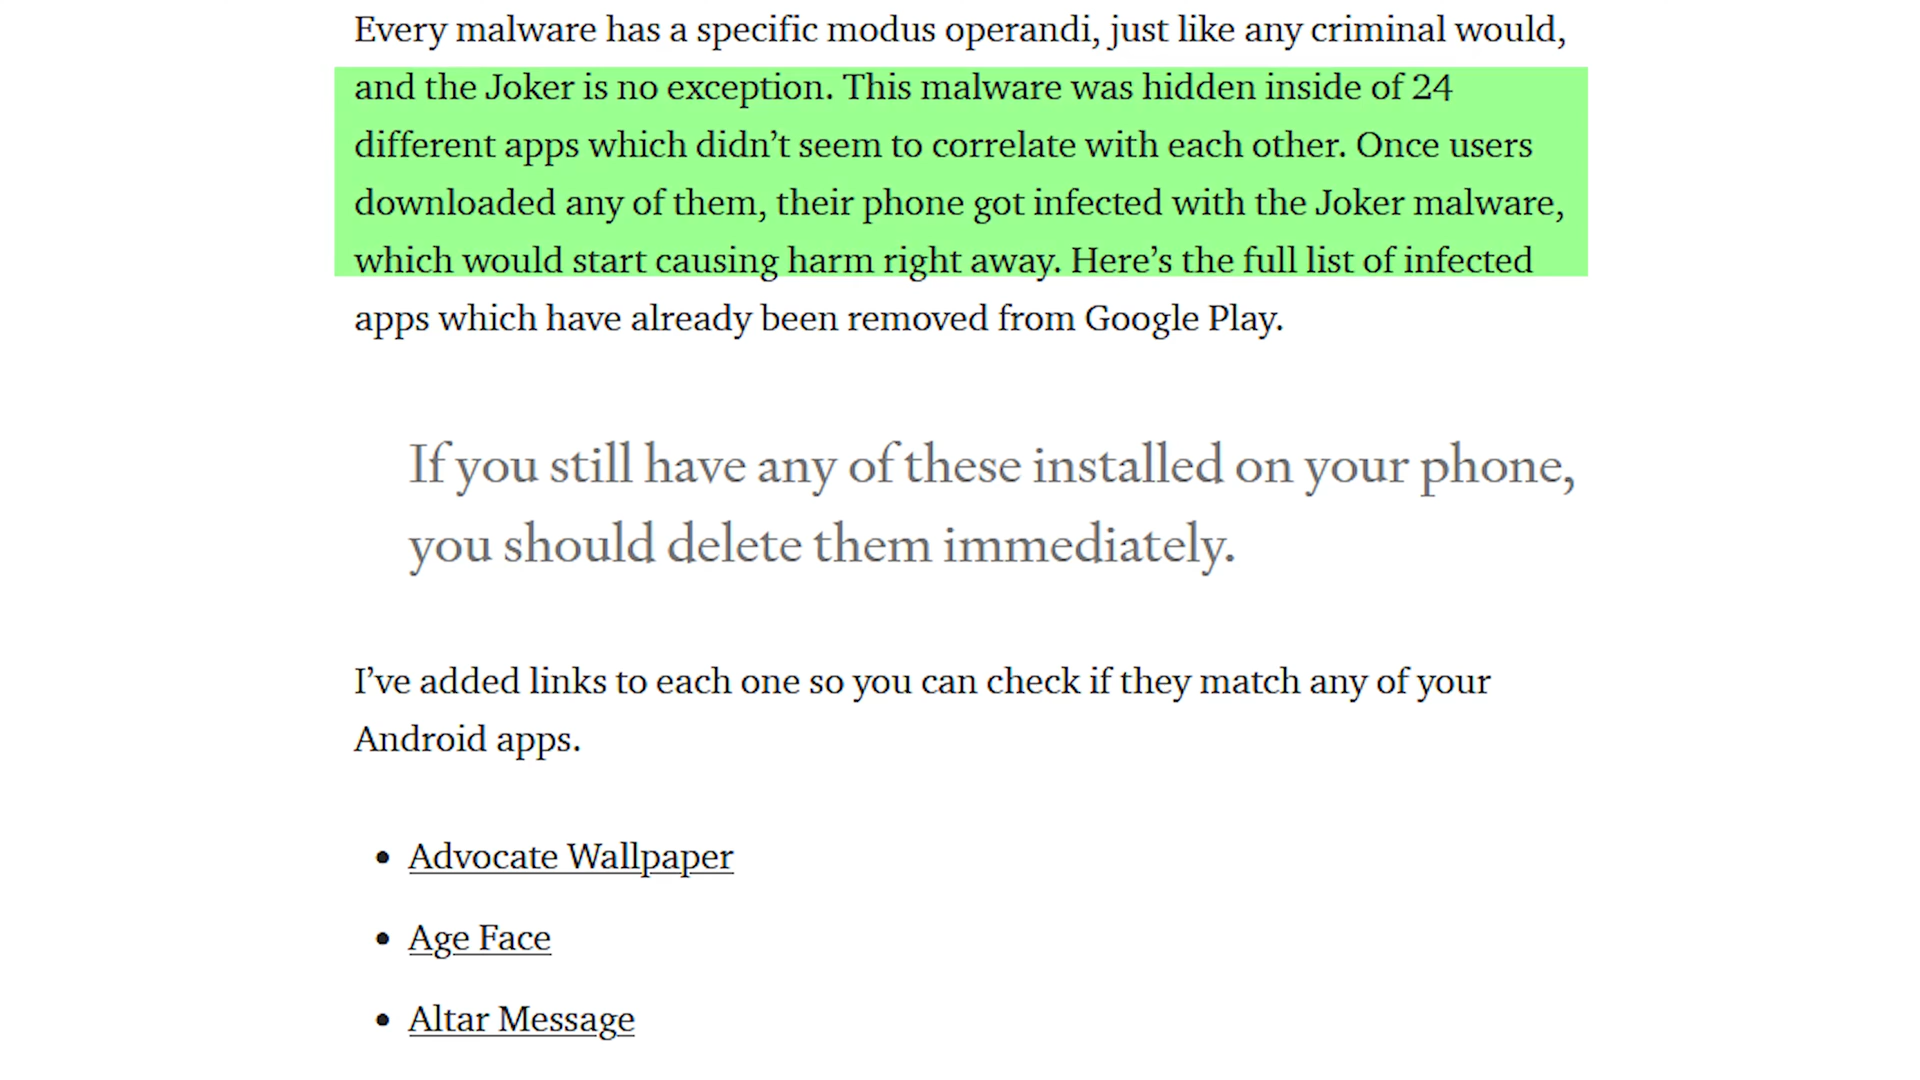 Every malware has a specific modus operandi, just like any criminal would,
and the Joker is no exception. This malware was hidden inside of 24
different apps which didn’t seem to correlate with each other. Once users
downloaded any of them, their phone got infected with the Joker malware,
which would start causing harm right away. Here’s the full list of infected
apps which have already been removed from Google Play.
If you still have any of these installed on your phone,
you should delete them immediately.
I’ve added links to each one so you can check if they match any of your
Android apps.
• Advocate Wallpaper
• Age Face
• Altar Message